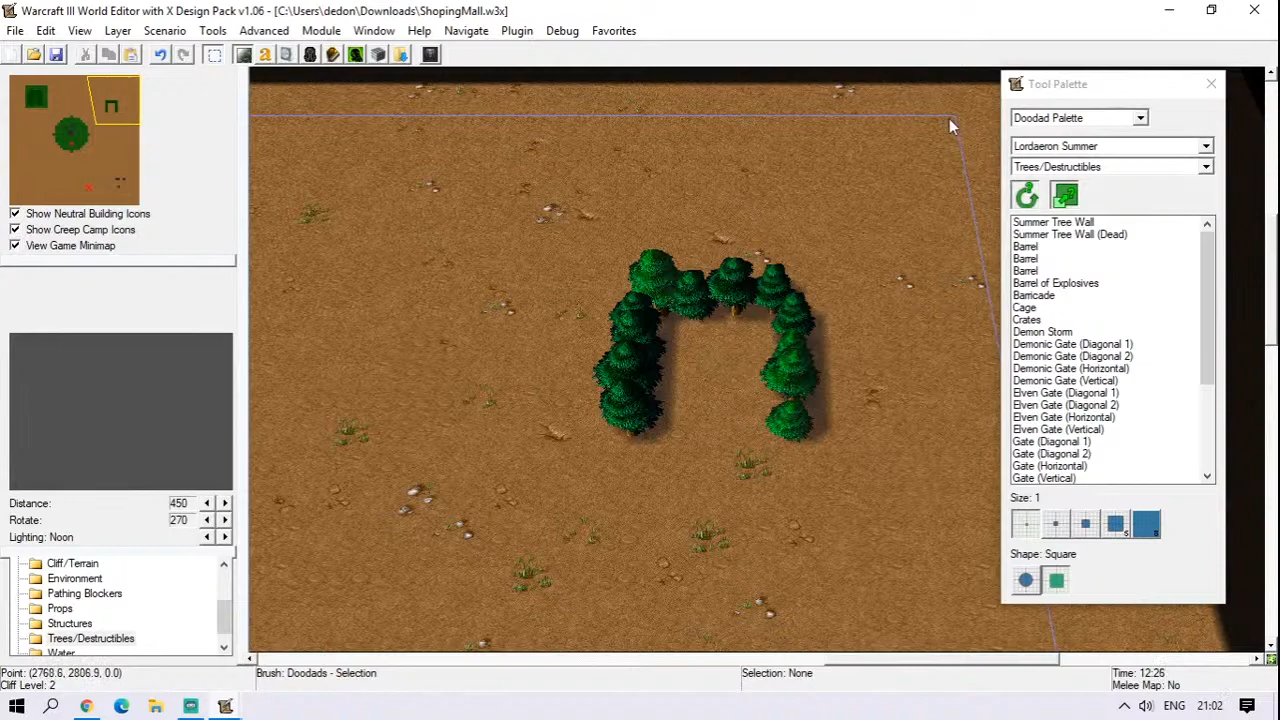 Warcraft III World Editor with X Design Pack v1.06 - [C:\Users\dedon\Downloads\ShopingMall.w3x]
File Edit View Layer Scenario Tools Advanced Module Window Help Navigate Plugin Debug Favorites
Tool Palette
Doodad Palette
Lordaeron Summer
Trees/Destructibles
Show Neutral Building Icons
Show Creep Camp Icons
View Game Minimap
Summer Tree Wall
Summer Tree Wall (Dead)
Barrel
Barrel
Barrel
Barrel of Explosives
Barricade
Cage
Crates
Demon Storm
Demonic Gate (Diagonal 1)
Demonic Gate (Diagonal 2)
Demonic Gate (Horizontal)
Demonic Gate (Vertical)
Elven Gate (Diagonal 1)
Elven Gate (Diagonal 2)
Elven Gate (Horizontal)
Elven Gate (Vertical)
Gate (Diagonal 1)
Gate (Diagonal 2)
Gate (Horizontal)
Gate (Vertical)
Size: 1
Shape: Square
Distance: 450
Rotate: 270
Lighting: Noon
Cliff/Terrain
Environment
Pathing Blockers
Props
Structures
Trees/Destructibles
Water
Point: (2768.6, 2806.9, 0.0)
Cliff Level: 2
Brush: Doodads - Selection
Selection: None
Time: 12:26
Melee Map: No
ENG 21:02